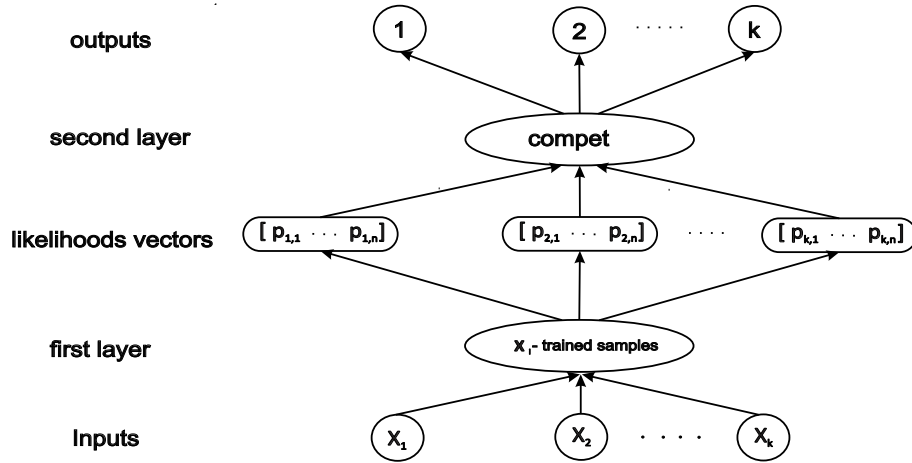 outputs 1 2 ..... k
second layer compet
likelihoods vectors [ p1,1 ... p1,n] [ p2,1 ... p2,n] .... [ pk,1 ... pk,n]
first layer X i- trained samples
Inputs X1 X2 .... Xk